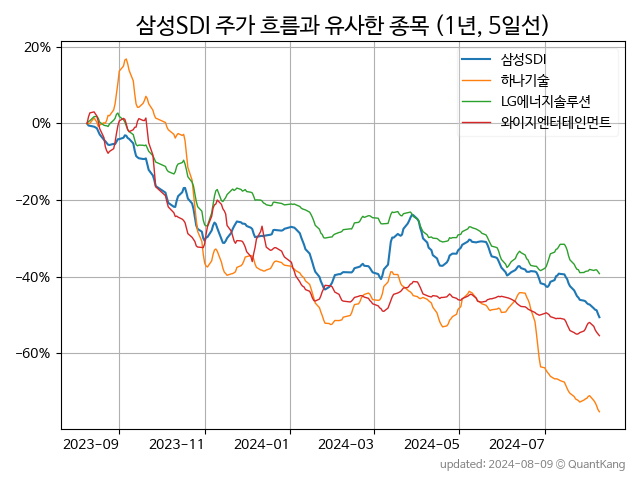 삼성SDI 주가 흐름과 유사한 종목 (1년, 5일선)
삼성SDI
하나기술
LG에너지솔루션
와이지엔터테인먼트
20%
0%
−20%
−40%
−60%
2023-09 2023-11 2024-01 2024-03 2024-05 2024-07
updated: 2024-08-09 © QuantKang